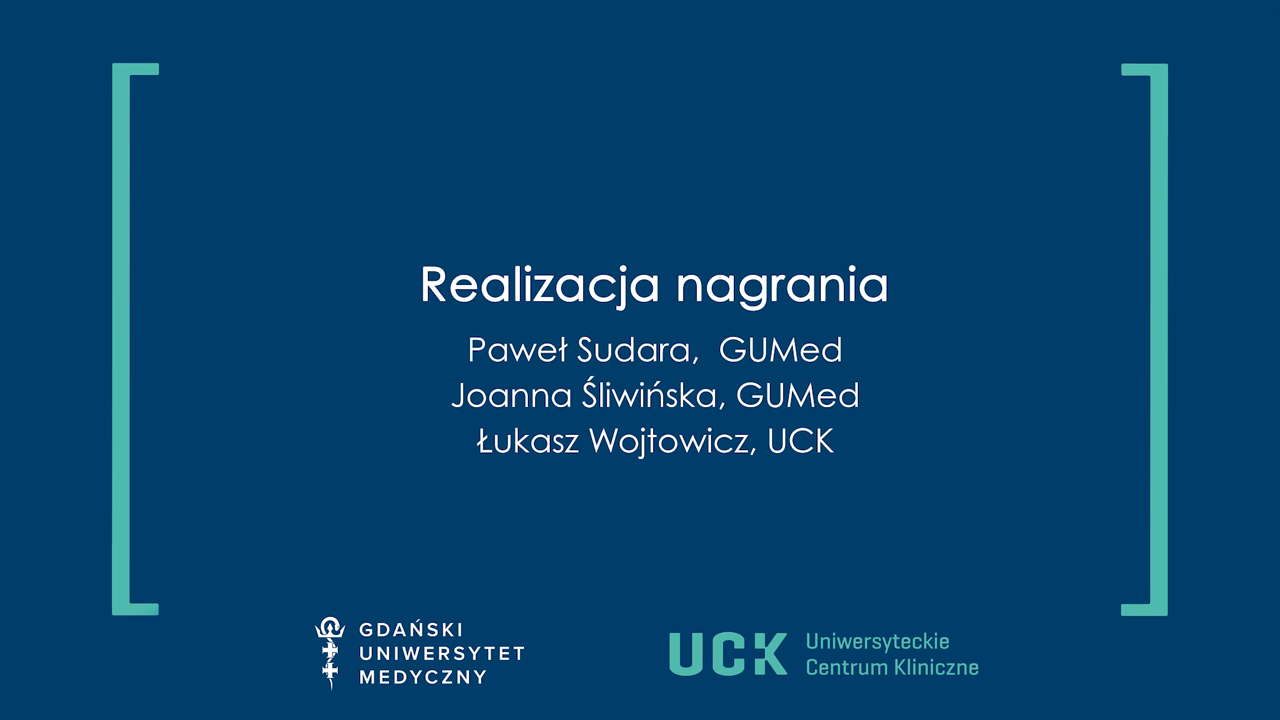 Realizacja nagrania
Paweł Sudara, GUMed
Joanna Śliwińska, GUMed
Łukasz Wojtowicz, UCK
GDAŃSKI
UNIWERSYTET
MEDYCZNY
UCK
Uniwersyteckie
Centrum Kliniczne